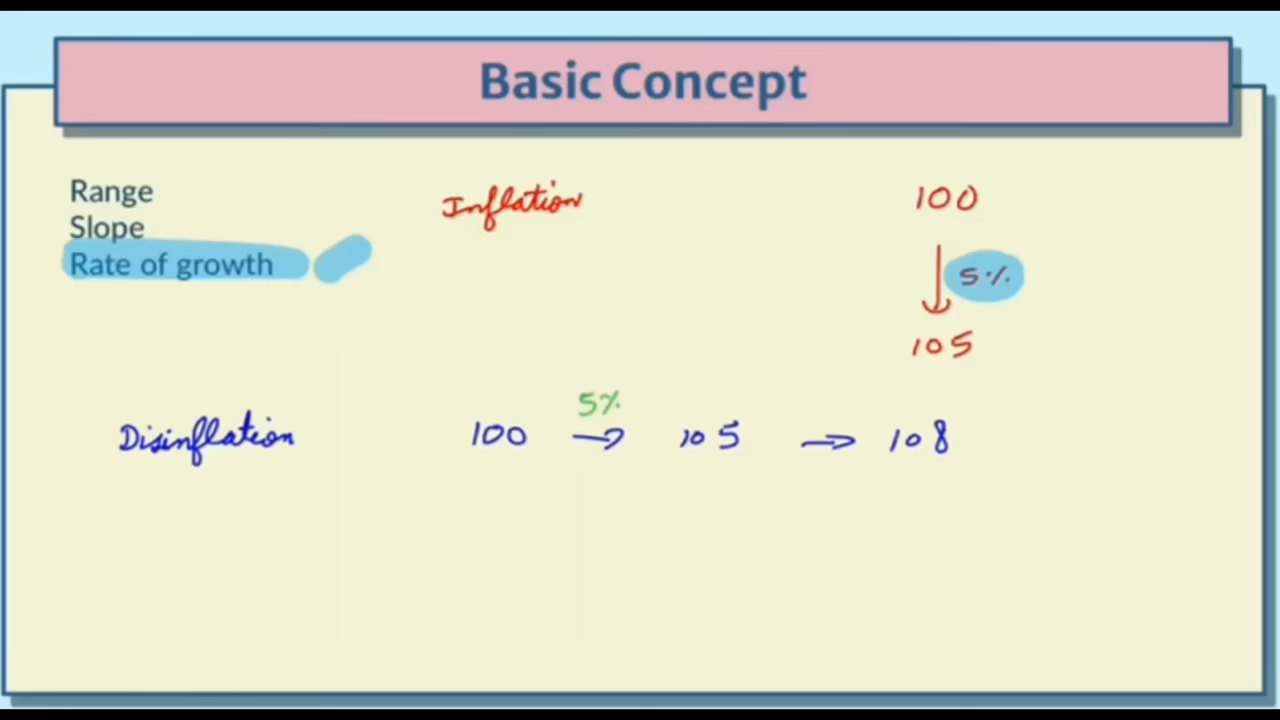 Basic Concept
Range
Slope
Rate of growth
Inflation
100
5%
105
Disinflation 100 5% → 105 → 108